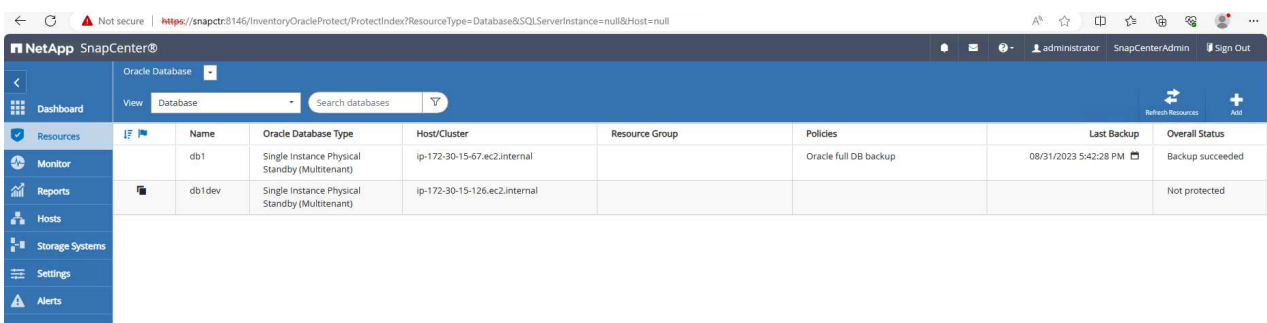 Not secure | https://snapctr:8146/InventoryOracleProtect/ProtectIndex?ResourceType=Database&SQLServerInstance=null&Host=null
NetApp SnapCenter® administrator SnapCenterAdmin Sign Out
Oracle Database
Dashboard View Database Search databases Refresh Resources Add
Resources Name Oracle Database Type Host/Cluster Resource Group Policies Last Backup Overall Status
db1 Single Instance Physical ip-172-30-15-67.ec2.internal Oracle full DB backup 08/31/2023 5:42:28 PM Backup succeeded
Monitor Standby (Multitenant)
Reports db1dev Single Instance Physical ip-172-30-15-126.ec2.internal Not protected
Standby (Multitenant)
Hosts
Storage Systems
Settings
Alerts